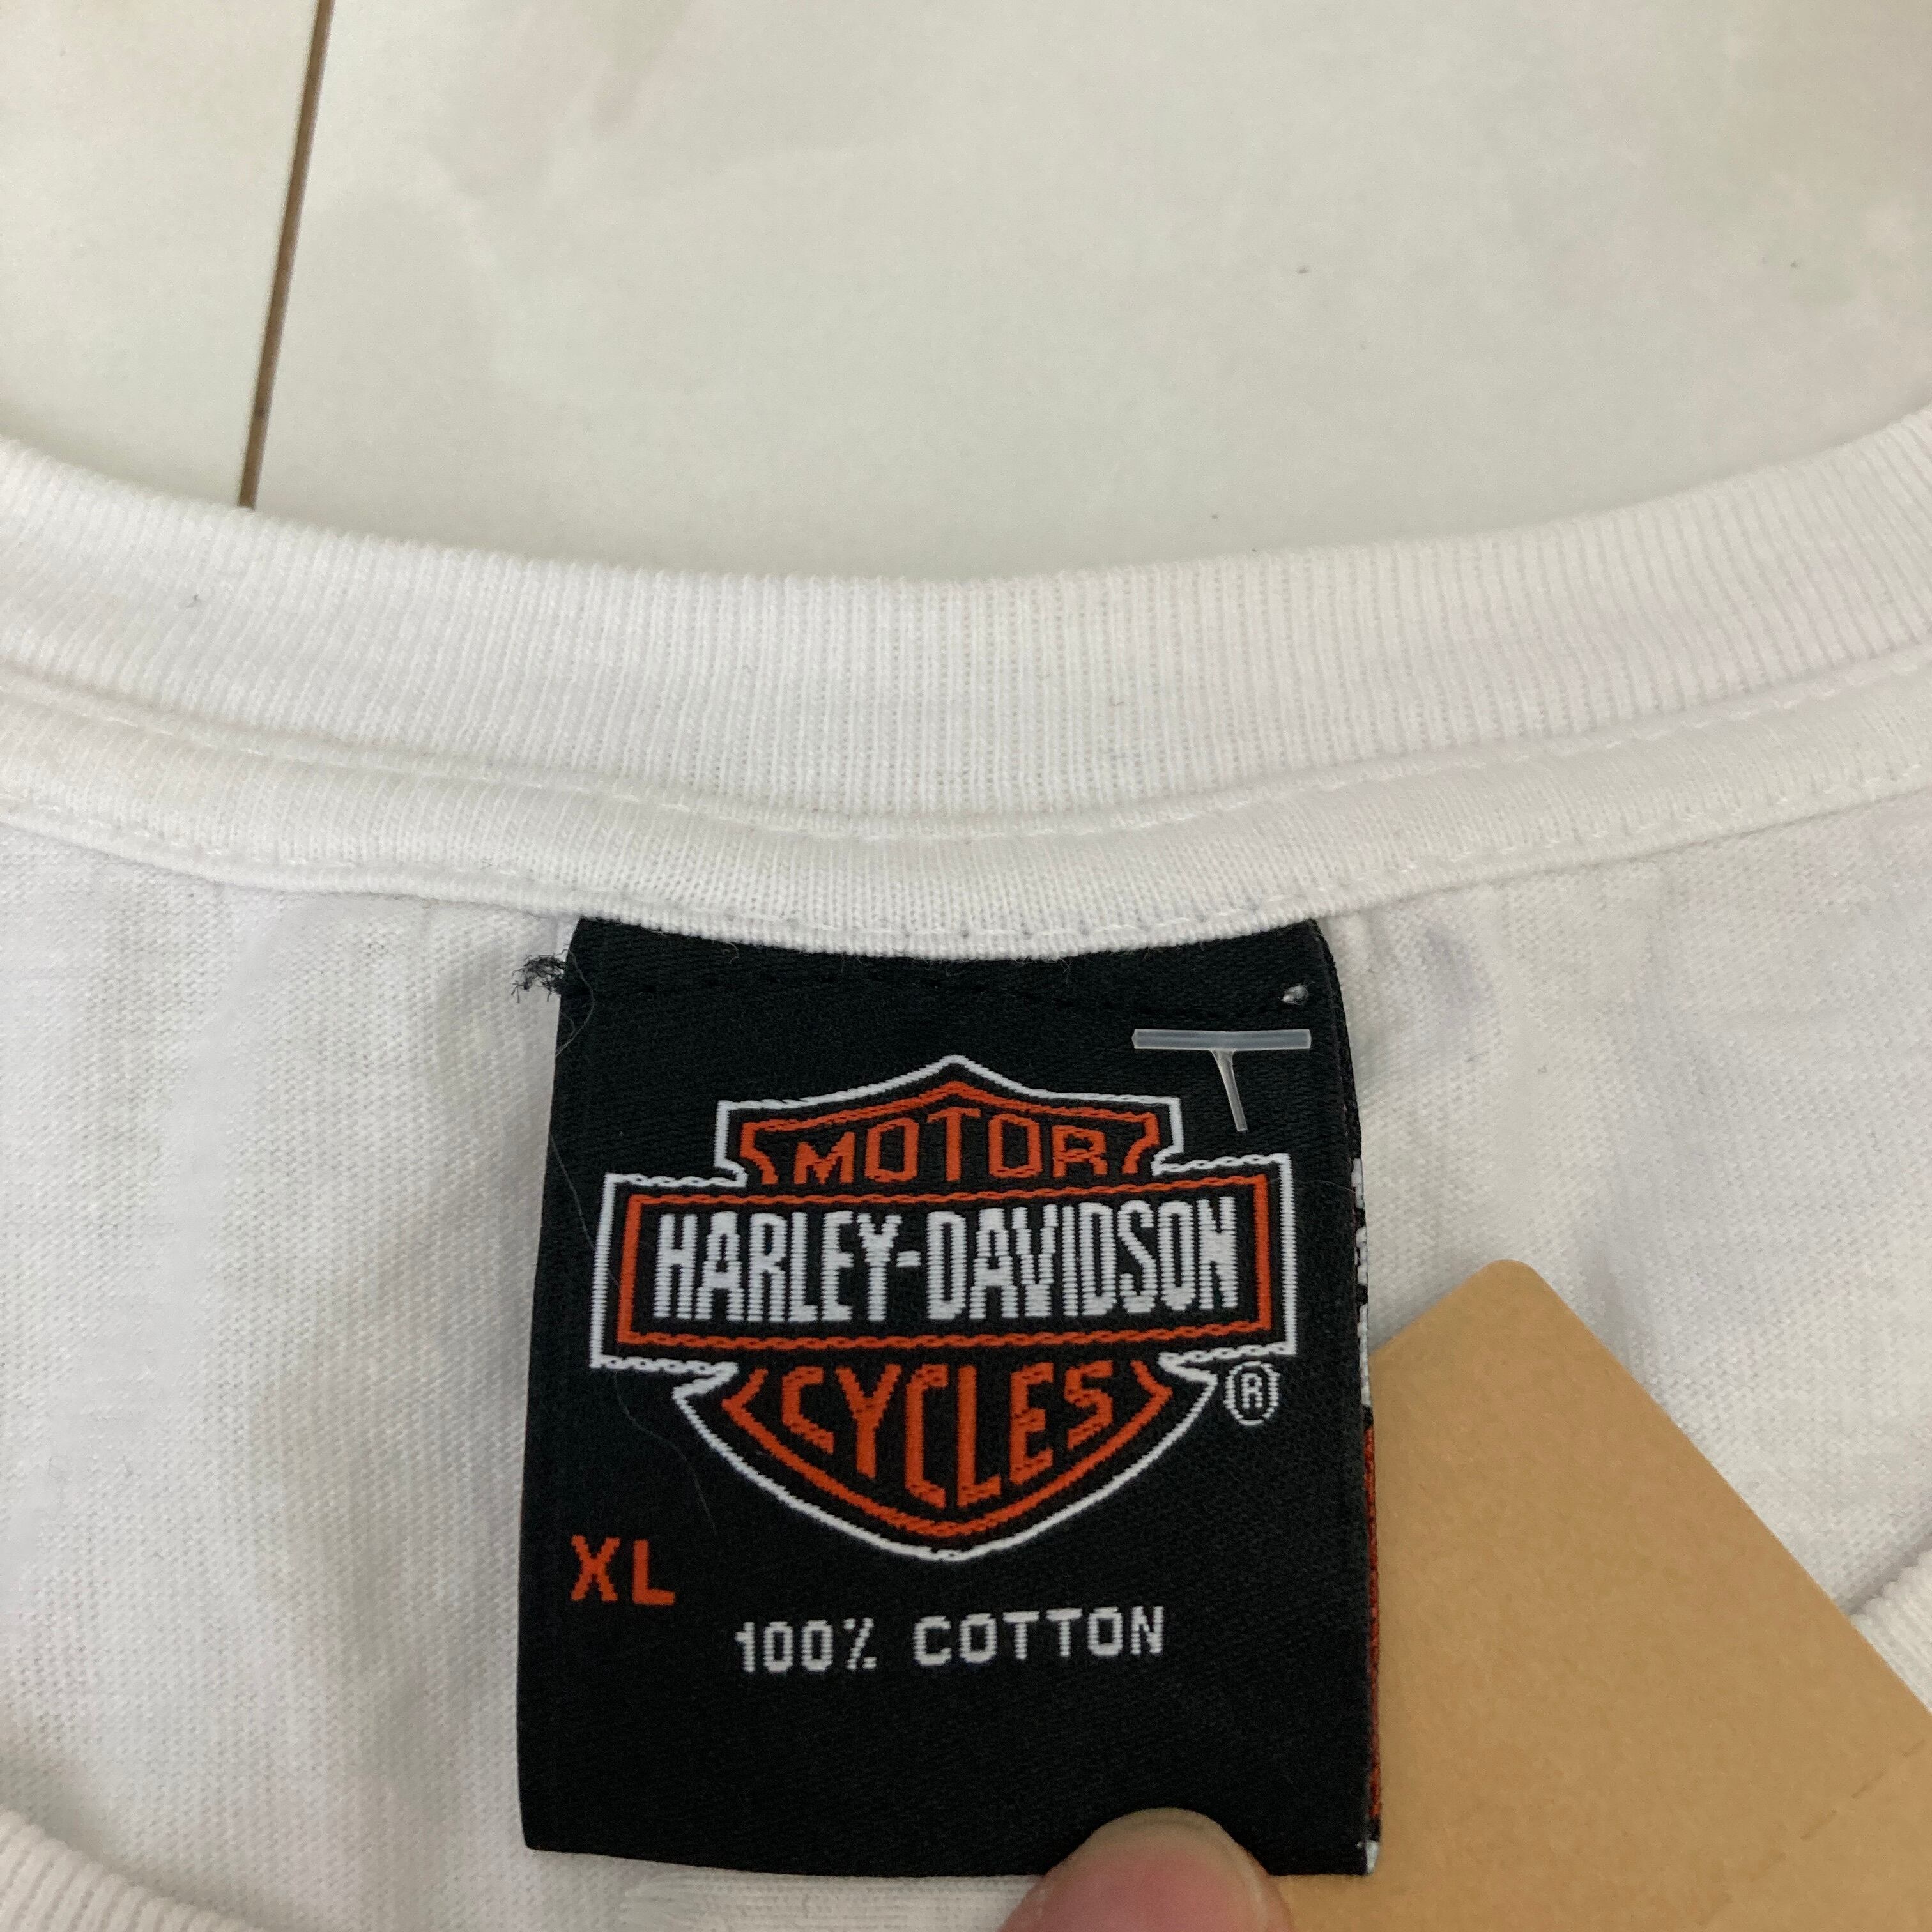 MOTOR
HARLEY-DAVIDSON
CYCLES
®
XL
100% COTTON